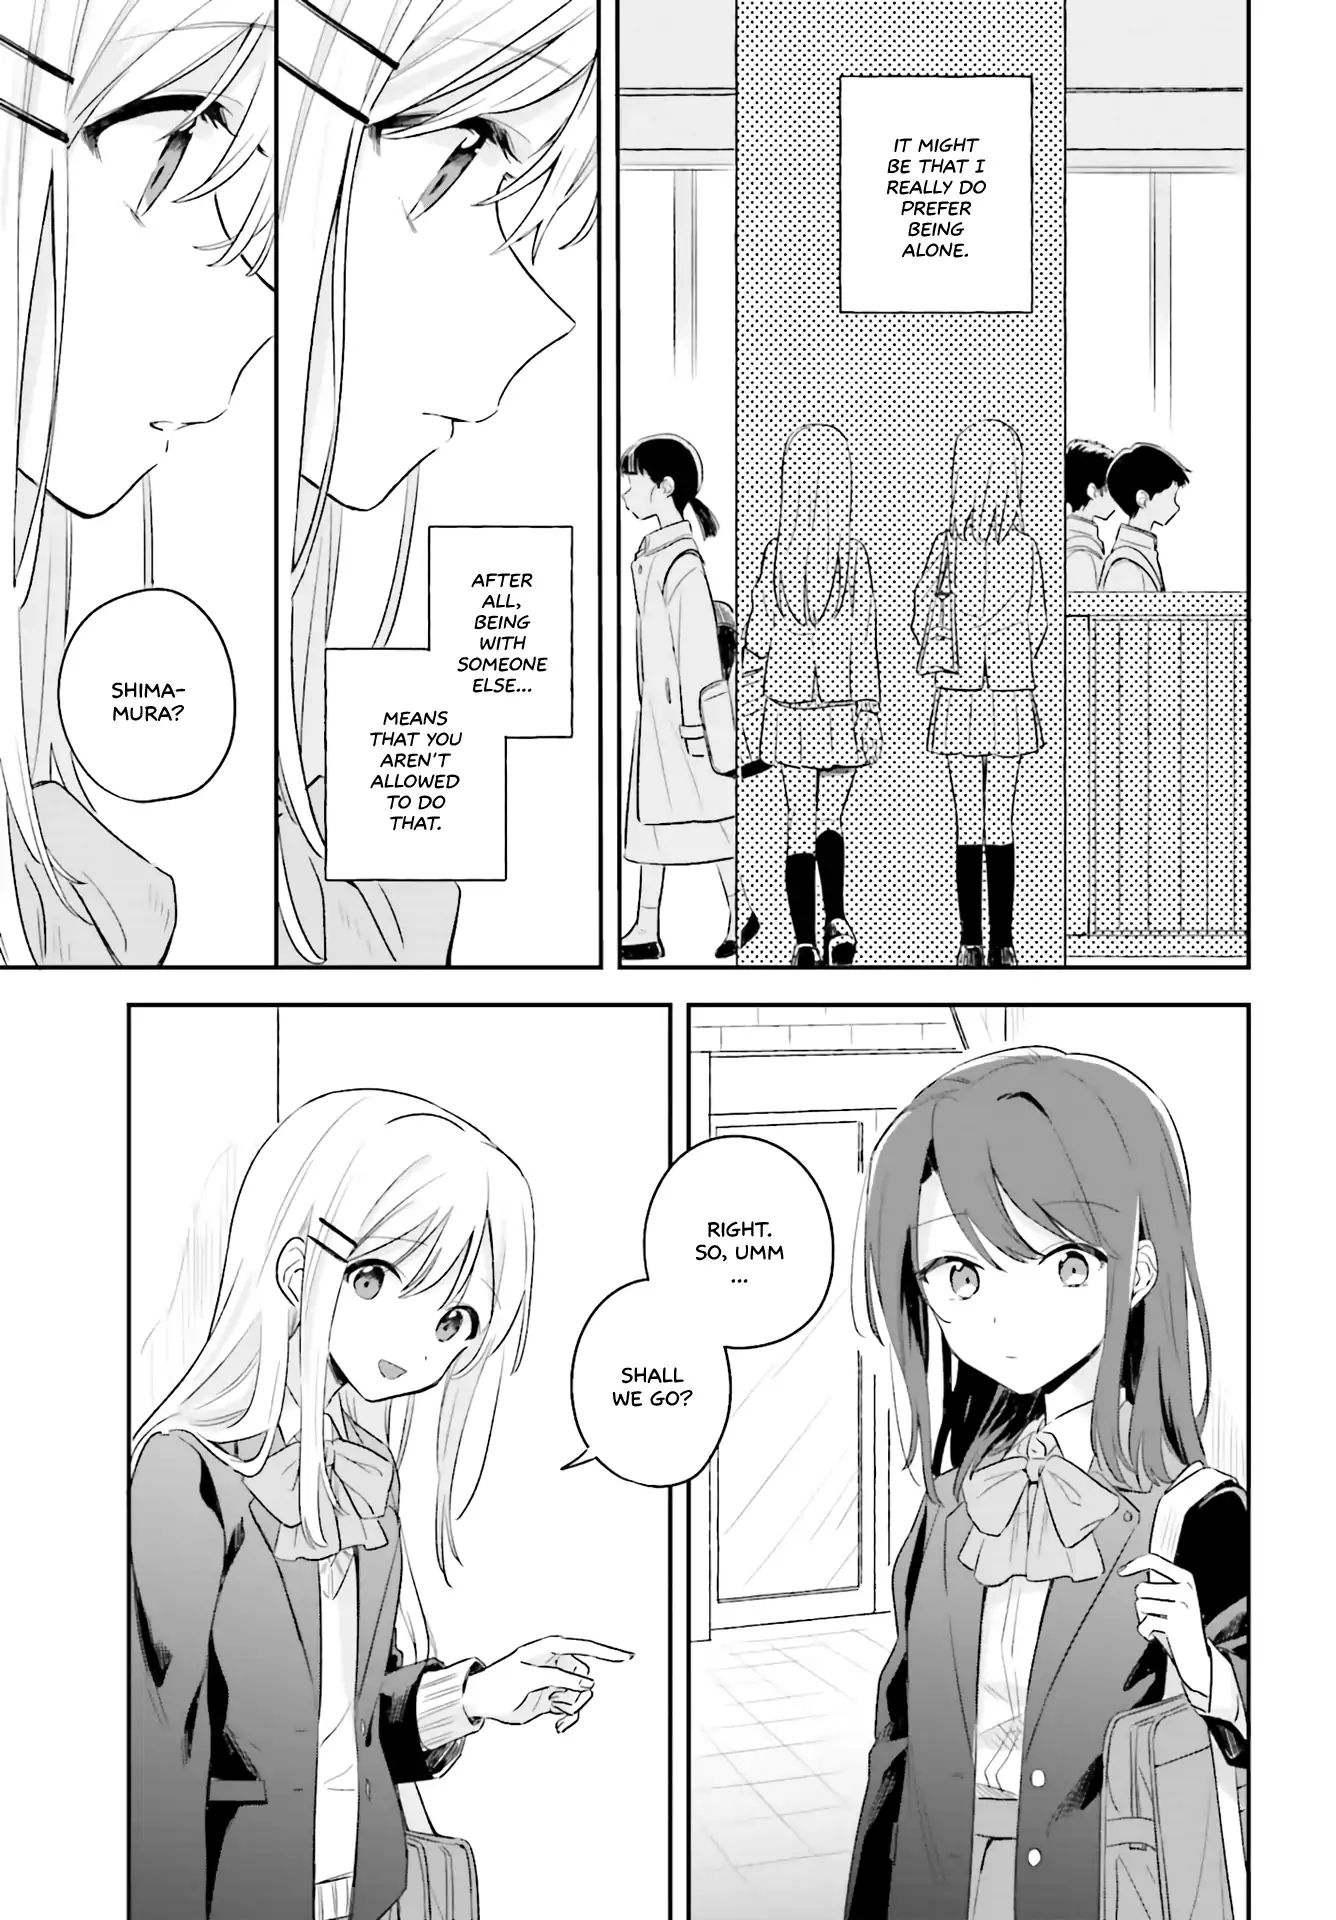 IT MIGHT
BE THAT I
REALLY DO
PREFER
BEING
ALONE.
AFTER
ALL,
BEING
WITH
SOMEONE
ELSE...
MEANS
THAT YOU
AREN'T
ALLOWED
TO DO
THAT.
SHIMA-
MURA?
RIGHT.
SO, UMM
...
SHALL
WE GO?